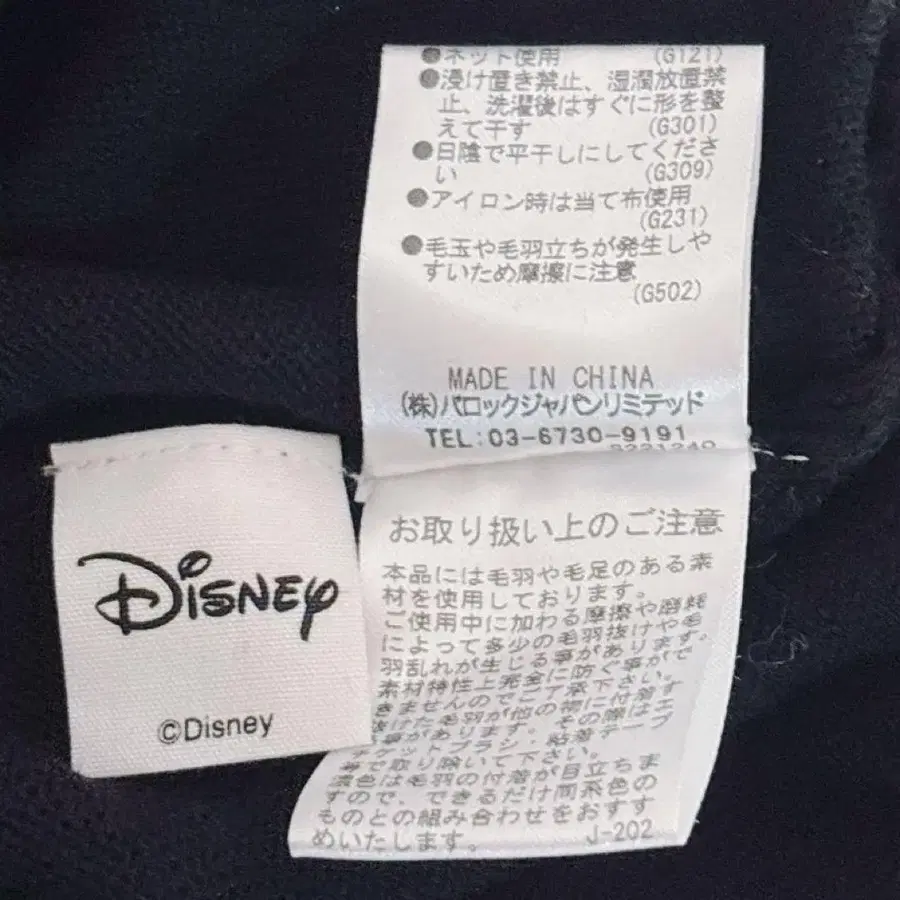 ●ネット使用 (G121)
●浸け置き禁止、湿潤放置禁
止、洗濯後はすぐに形を整
えて干す (G301)
●日陰で平干しにしてくださ
い (G309)
●アイロン時は当て布使用
(G231)
●毛玉や毛羽立ちが発生しや
すいため摩擦に注意
(G502)
MADE IN CHINA
(株)バロックジャパンリミテッド
TEL:03-6730-9191
お取り扱い上のご注意
本品には毛羽や毛足のある素
材を使用しております。
ご使用中に加わる摩擦や磨耗
によって多少の毛羽抜けや毛
羽乱れが生じる事があります。
素材特性上完全に防ぐ事がで
きませんのでご了承下さい。
抜けた毛羽が他の物に付着す
事があります。その際はエ
チケットブラシ、粘着テープ
等で取り除いて下さい。
濃色は毛羽の付着が目立ちま
すので、できるだけ同系色の
ものとの組み合わせをおすす
めいたします。 J-202
DISNEY
©Disney